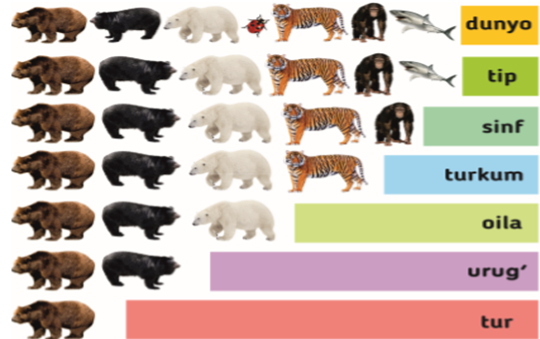 dunyo
tip
sinf
turkum
oila
urug‘
tur